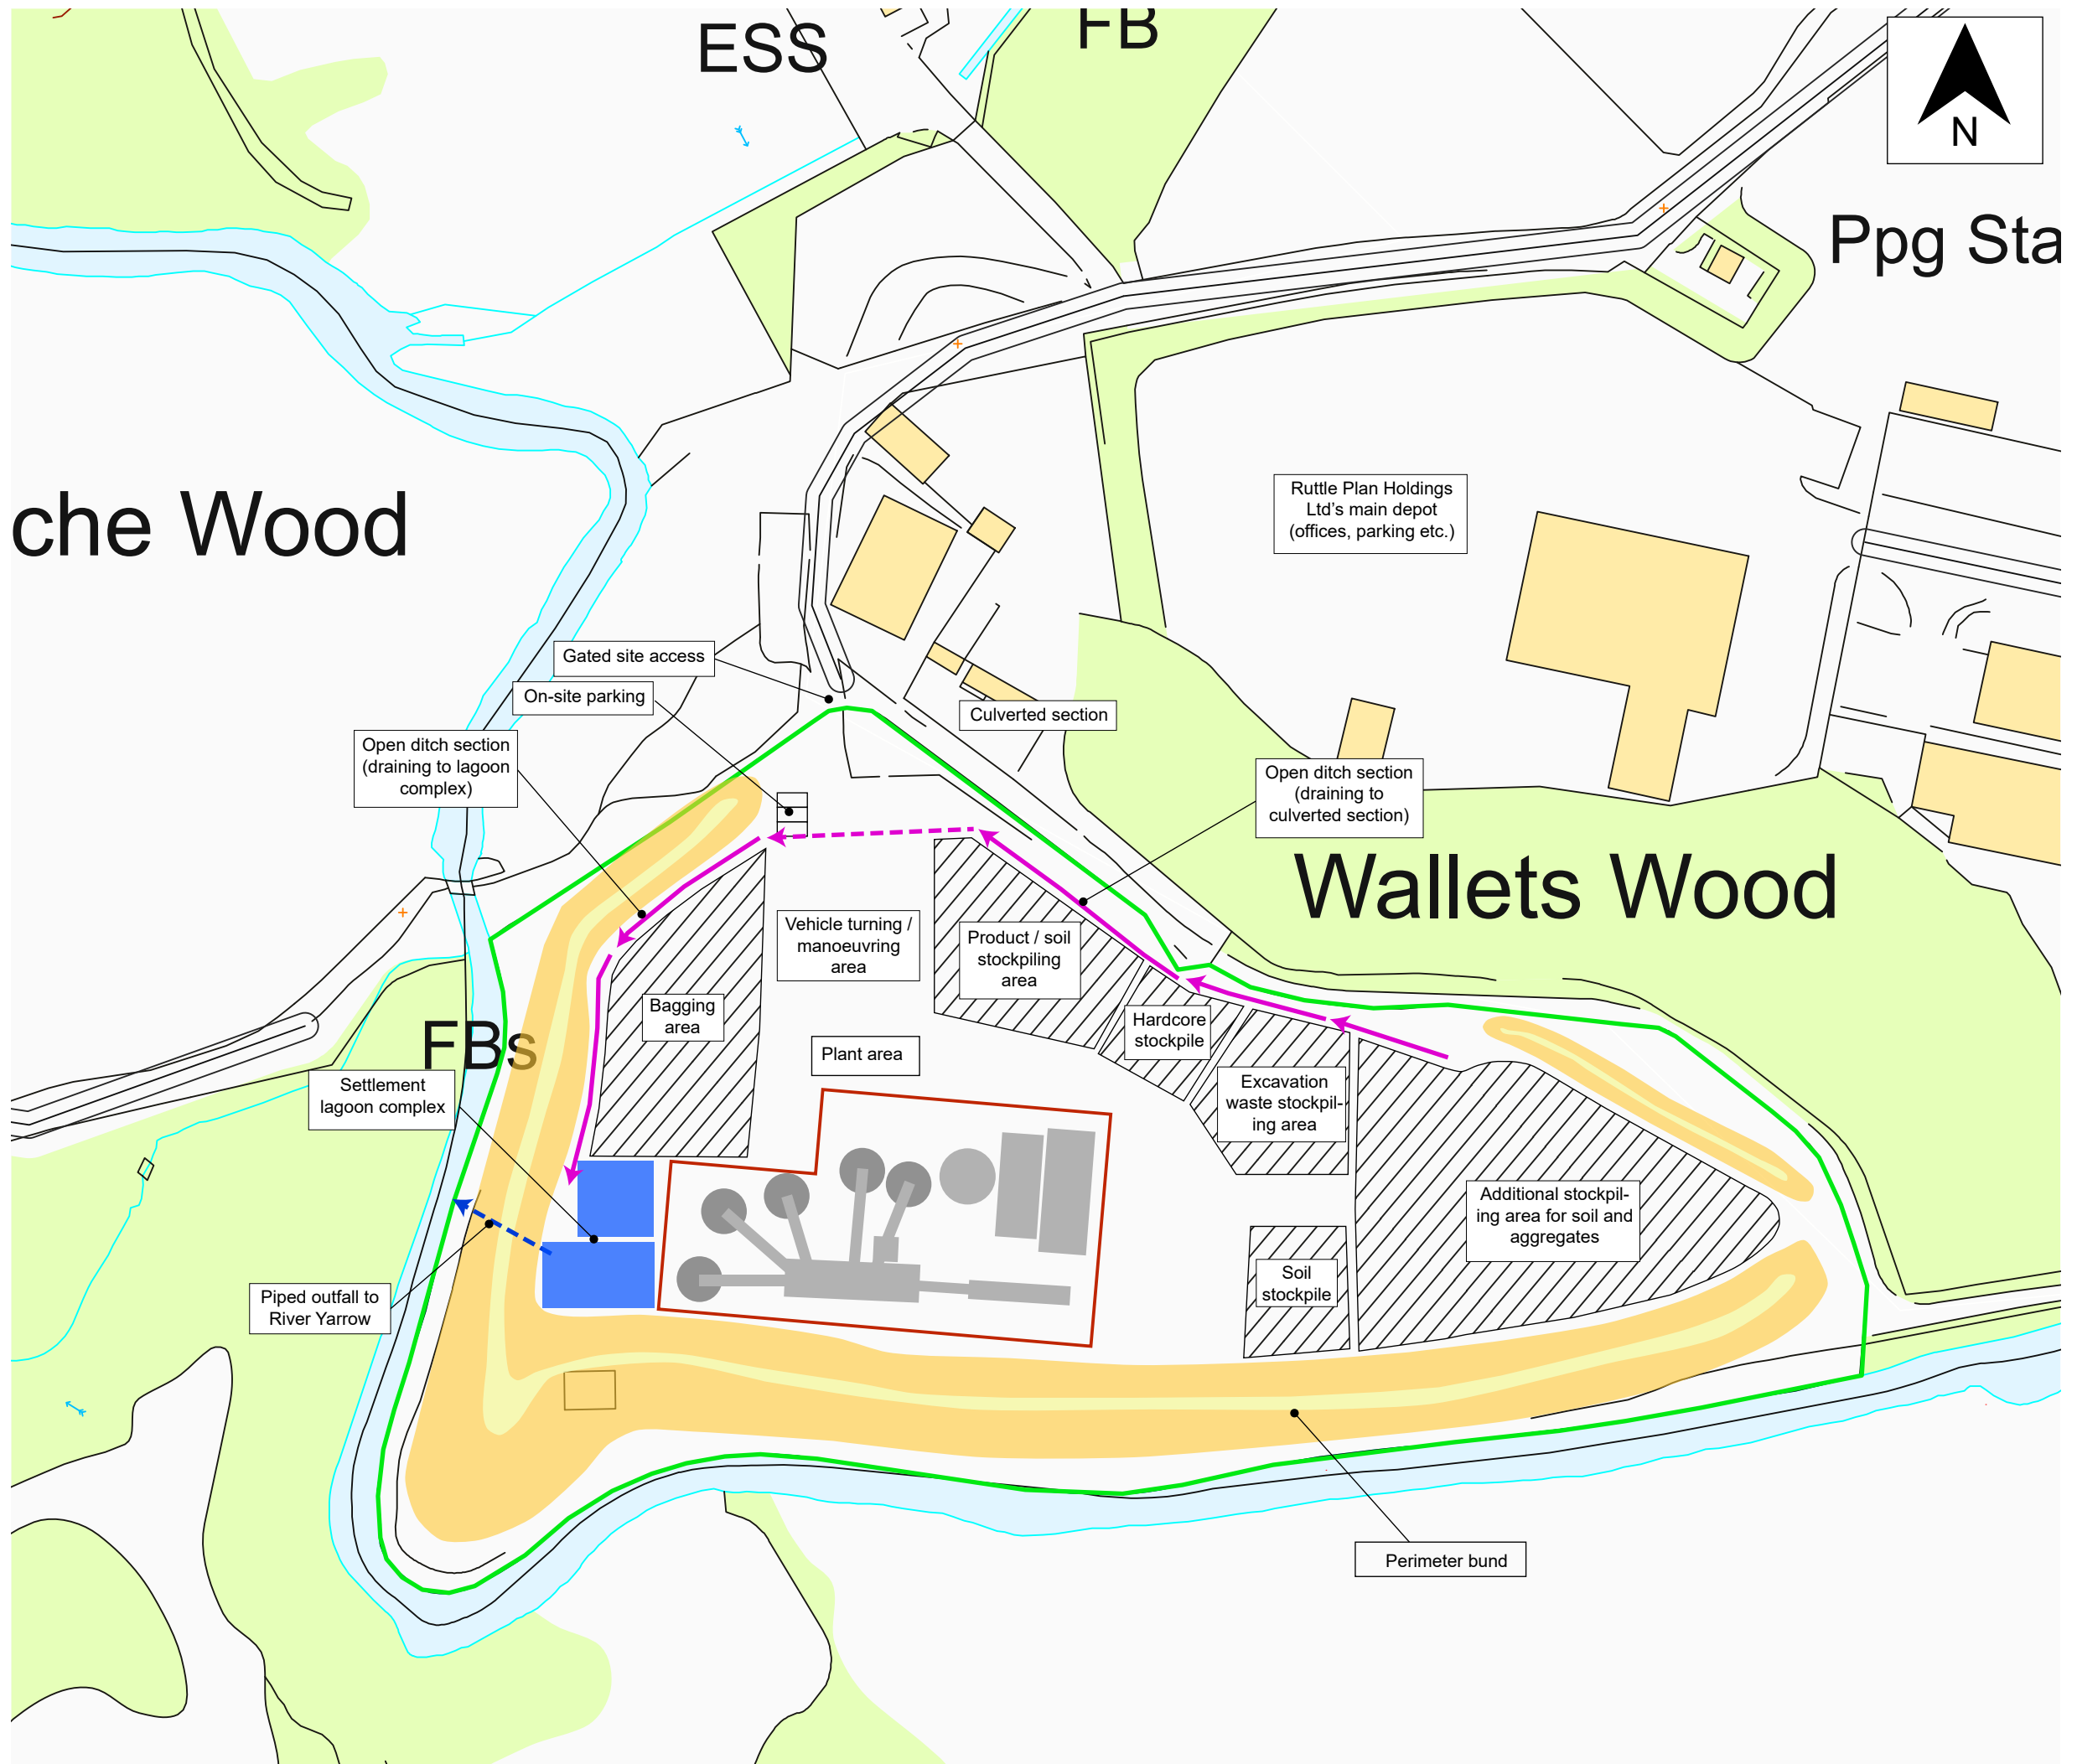 ESS
FB
N
Ppg Sta
che Wood
Ruttle Plan Holdings
Ltd's main depot
(offices, parking etc.)
Gated site access
On-site parking
Culverted section
Open ditch section
(draining to lagoon
complex)
Open ditch section
(draining to
culverted section)
Wallets Wood
Vehicle turning /
manoeuvring
area
Product / soil
stockpiling
area
Bagging
area
Hardcore
stockpile
FBs
Plant area
Settlement
lagoon complex
Excavation
waste stockpil-
ing area
Additional stockpil-
ing area for soil and
aggregates
Soil
stockpile
Piped outfall to
River Yarrow
Perimeter bund